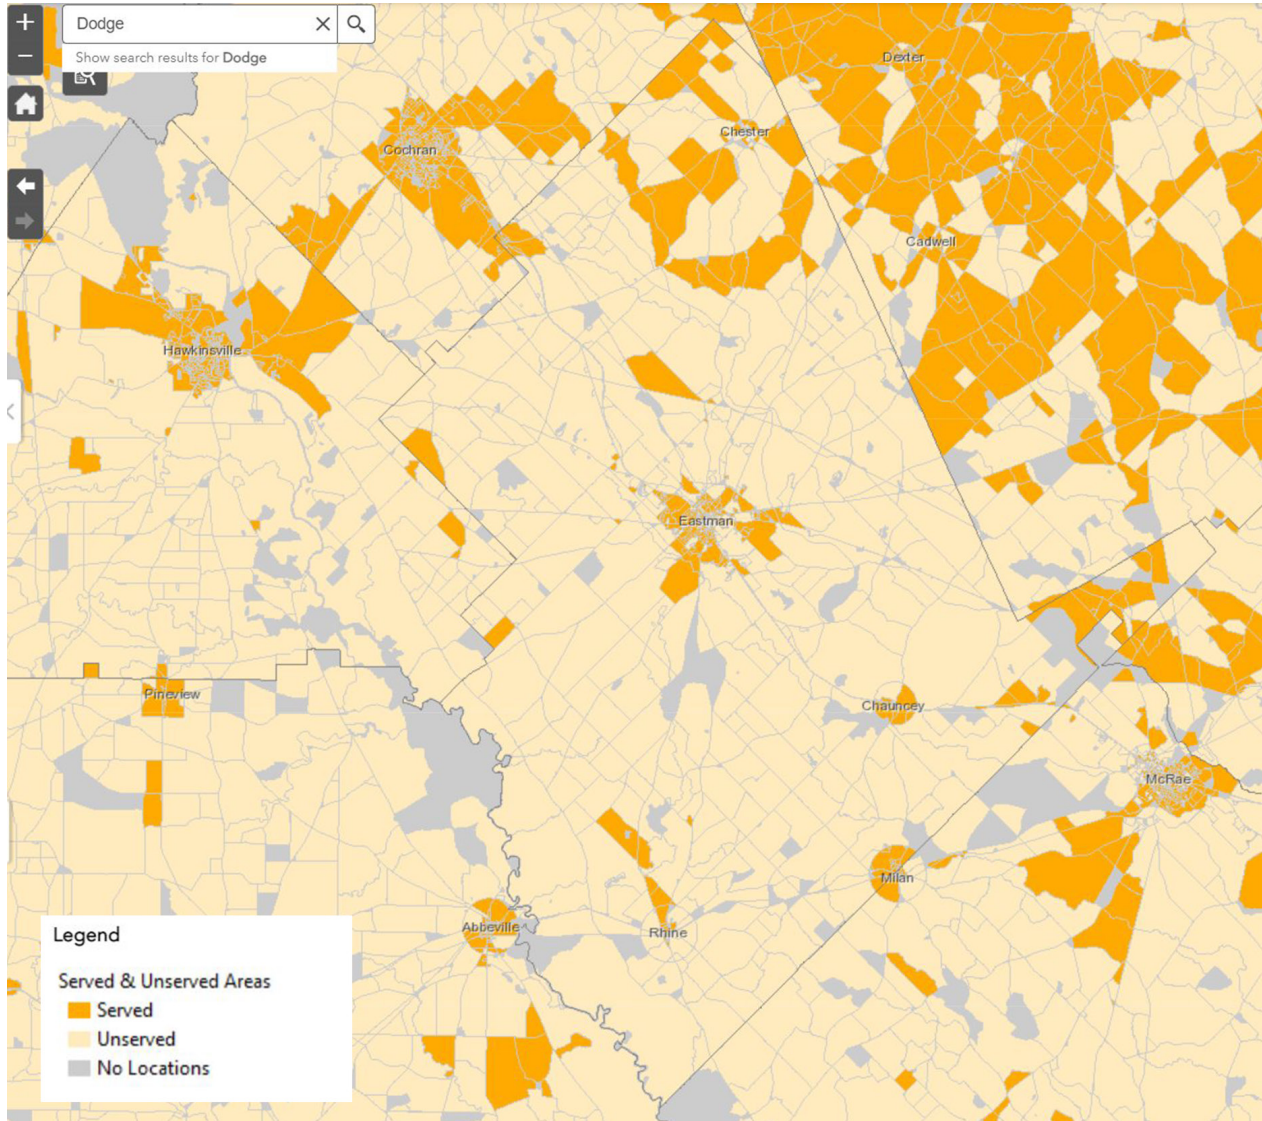 +
Dodge
−
Show search results for Dodge
Dexter
Chester
Cochran
Cadwell
Hawkinsville
Eastman
Pineview
Chauncey
McRae
Milan
Abbeville
Rhine
Legend
Served & Unserved Areas
Served
Unserved
No Locations